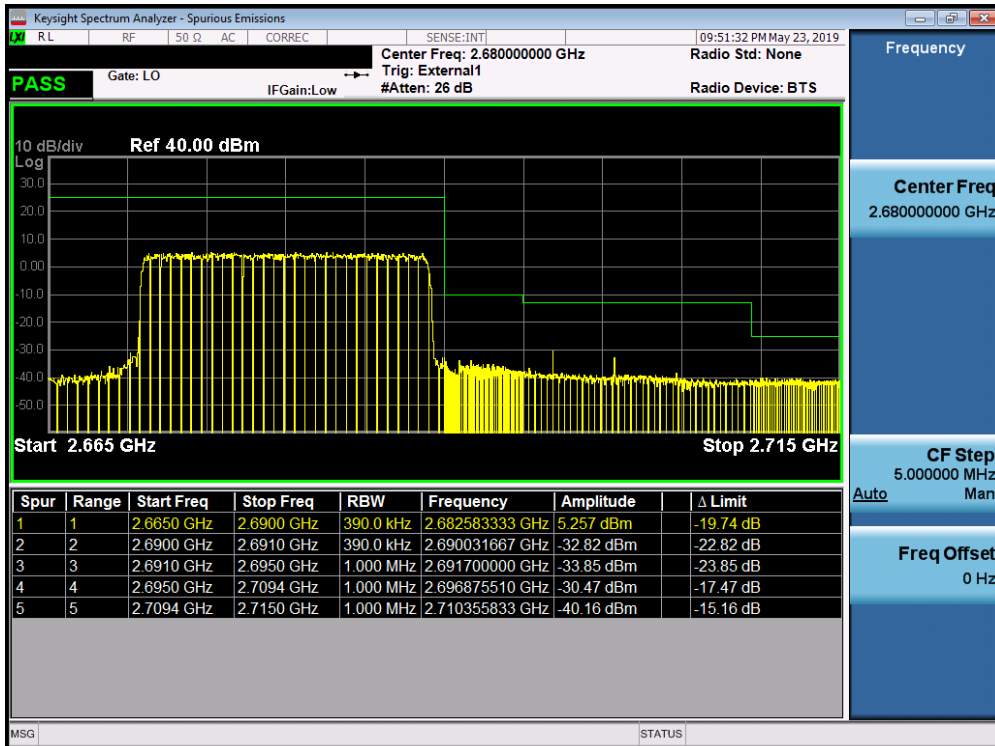 Keysight Spectrum Analyzer - Spurious Emissions
LXI RL RF 50 Ω AC CORREC SENSE:INT 09:51:32 PM May 23, 2019
Center Freq: 2.680000000 GHz Radio Std: None
PASS Gate: LO Trig: External1
IFGain:Low #Atten: 26 dB Radio Device: BTS
Frequency
10 dB/div Ref 40.00 dBm
Log
30.0
20.0
10.0
0.00
-10.0
-20.0
-30.0
-40.0
-50.0
Start 2.665 GHz Stop 2.715 GHz
Center Freq
2.680000000 GHz
CF Step
5.000000 MHz
Auto Man
Freq Offset
0 Hz
Spur Range Start Freq Stop Freq RBW Frequency Amplitude Δ Limit
1 1 2.6650 GHz 2.6900 GHz 390.0 kHz 2.682583333 GHz 5.257 dBm -19.74 dB
2 2 2.6900 GHz 2.6910 GHz 390.0 kHz 2.690031667 GHz -32.82 dBm -22.82 dB
3 3 2.6910 GHz 2.6950 GHz 1.000 MHz 2.691700000 GHz -33.85 dBm -23.85 dB
4 4 2.6950 GHz 2.7094 GHz 1.000 MHz 2.696875510 GHz -30.47 dBm -17.47 dB
5 5 2.7094 GHz 2.7150 GHz 1.000 MHz 2.710355833 GHz -40.16 dBm -15.16 dB
MSG STATUS